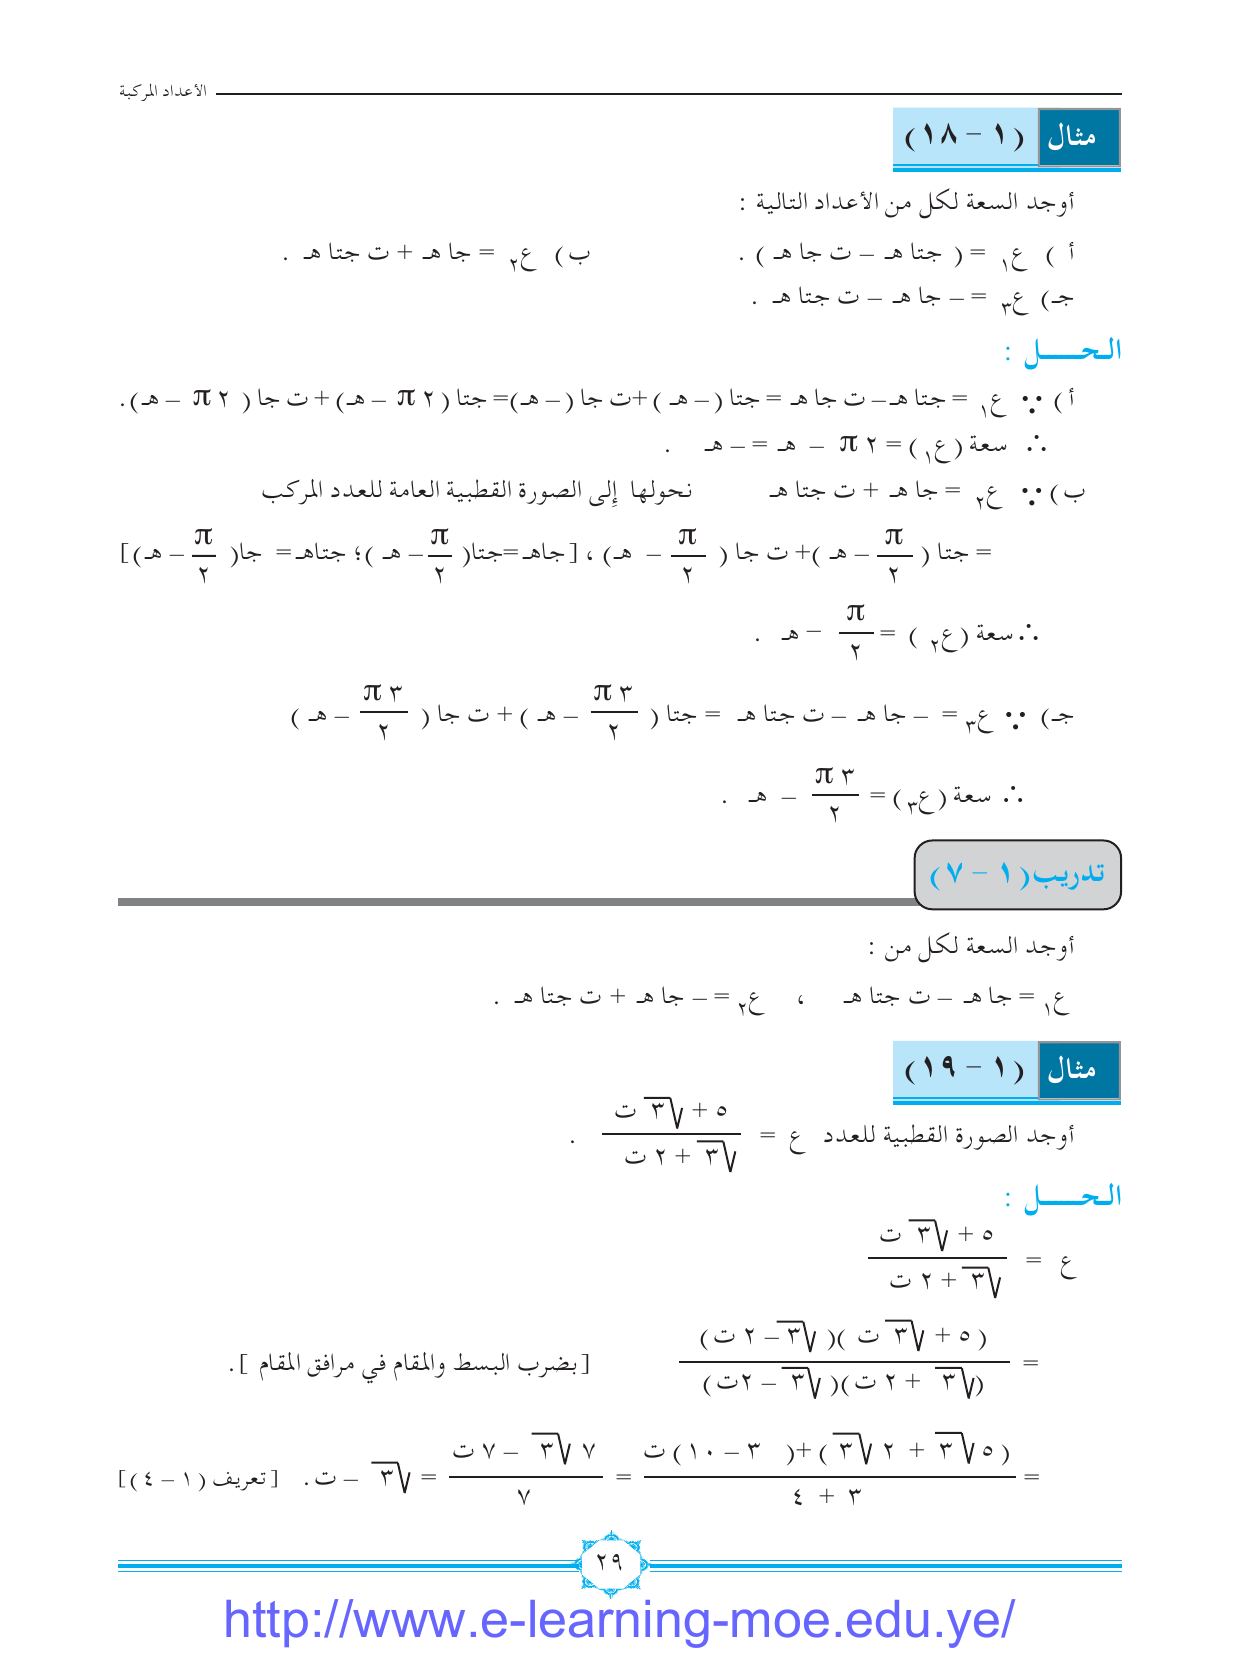 الأعداد المركبة
مثال (١ – ١٨)
أوجد السعة لكل من الأعداد التالية :
أ ) ع١ = ( جتا هـ – ت جا هـ ) . ب) ع٢ = جا هـ + ت جتا هـ .
جـ) ع٣ = – جا هـ – ت جتا هـ .
الـحــــل :
أ ) ∵ ع١ = جتا هـ – ت جا هـ = جتا ( – هـ ) + ت جا ( – هـ) = جتا ( ٢ π – هـ) + ت جا ( ٢ π – هـ) .
∴ سعة (ع١ ) = ٢ π – هـ = – هـ .
ب) ∵ ع٢ = جا هـ + ت جتا هـ نحولها إلى الصورة القطبية العامة للعدد المركب
= جتا ( π/٢ – هـ ) + ت جا ( π/٢ – هـ) ، [جاهـ =جتا( π/٢ – هـ )؛ جتاهـ = جا( π/٢ – هـ)]
∴ سعة (ع٢ ) = π/٢ – هـ .
جـ) ∵ ع٣ = – جا هـ – ت جتا هـ = جتا ( ٣ π/٢ – هـ ) + ت جا ( ٣ π/٢ – هـ )
∴ سعة (ع٣ ) = ٣ π/٢ – هـ .
تدريب (١ – ٧)
أوجد السعة لكل من :
ع١ = جا هـ – ت جتا هـ ، ع٢ = – جا هـ + ت جتا هـ .
مثال (١ – ١٩)
أوجد الصورة القطبية للعدد ع = (٥ + √٣ ت)/(√٣ + ٢ ت) .
الـحــــل :
ع = (٥ + √٣ ت)/(√٣ + ٢ ت)
= (٥ + √٣ ت )( √٣ – ٢ ت)/(√٣ + ٢ ت)( √٣ – ٢ت) [بضرب البسط والمقام في مرافق المقام ] .
= (٥ √٣ + ٢ √٣ ) + ( ٣ – ١٠) ت/٣ + ٤ = ٧ √٣ – ٧ ت/٧ = √٣ – ت . [تعريف (١ – ٤ )]
٢٩
http://www.e-learning-moe.edu.ye/